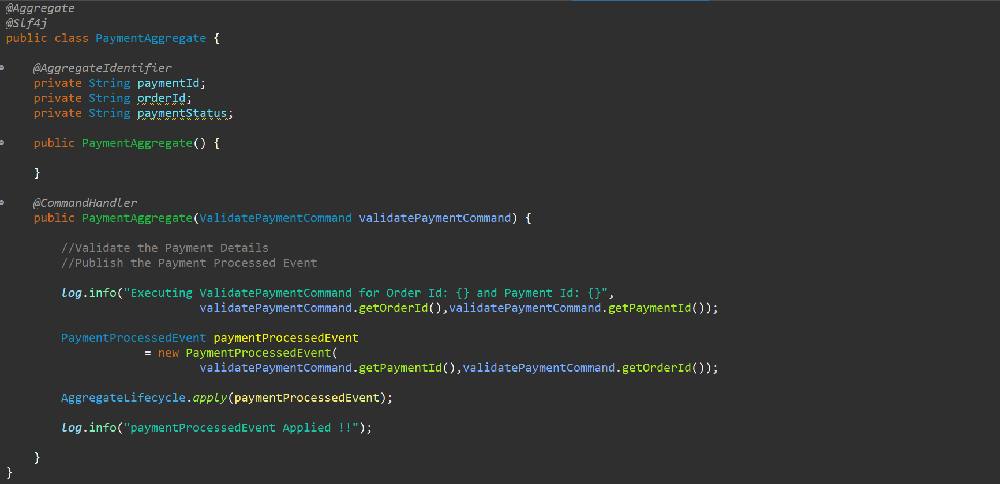 @Aggregate
@Slf4j
public class PaymentAggregate {
@AggregateIdentifier
private String paymentId;
private String orderId;
private String paymentStatus;
public PaymentAggregate() {
}
@CommandHandler
public PaymentAggregate(ValidatePaymentCommand validatePaymentCommand) {
//Validate the Payment Details
//Publish the Payment Processed Event
log.info("Executing ValidatePaymentCommand for Order Id: {} and Payment Id: {}",
validatePaymentCommand.getOrderId(),validatePaymentCommand.getPaymentId());
PaymentProcessedEvent paymentProcessedEvent
= new PaymentProcessedEvent(
validatePaymentCommand.getPaymentId(),validatePaymentCommand.getOrderId());
AggregateLifecycle.apply(paymentProcessedEvent);
log.info("paymentProcessedEvent Applied !!");
}
}